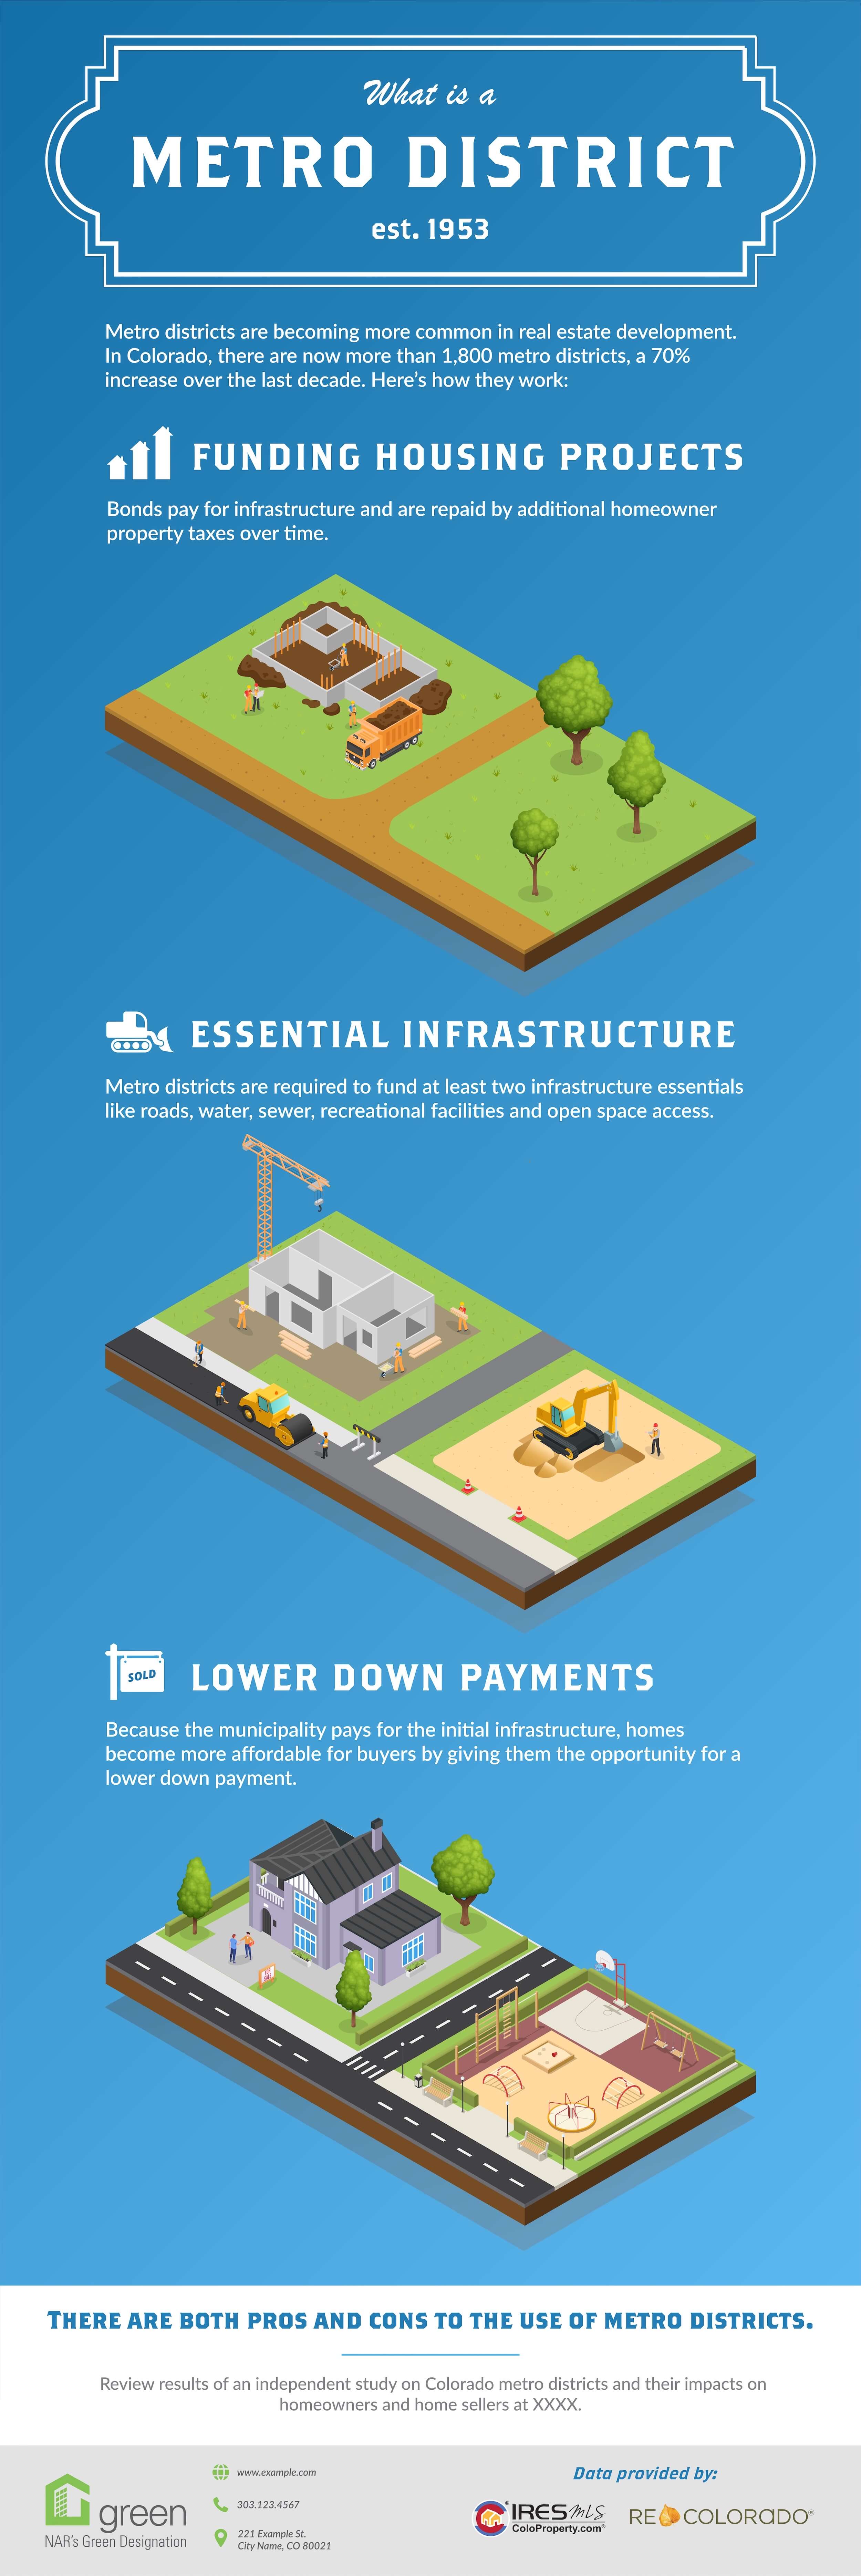 What is a
METRO DISTRICT
est. 1953
Metro districts are becoming more common in real estate development.
In Colorado, there are now more than 1,800 metro districts, a 70%
increase over the last decade. Here's how they work:
FUNDING HOUSING PROJECTS
Bonds pay for infrastructure and are repaid by additional homeowner
property taxes over time.
ESSENTIAL INFRASTRUCTURE
Metro districts are required to fund at least two infrastructure essentials
like roads, water, sewer, recreational facilities and open space access.
SOLD
LOWER DOWN PAYMENTS
Because the municipality pays for the initial infrastructure, homes
become more affordable for buyers by giving them the opportunity for a
lower down payment.
THERE ARE BOTH PROS AND CONS TO THE USE OF METRO DISTRICTS.
Review results of an independent study on Colorado metro districts and their impacts on
homeowners and home sellers at XXXX.
green
NAR's Green Designation
www.example.com
303.123.4567
221 Example St.
City Name, CO 80021
Data provided by:
IRES MLS
ColoProperty.com®
RECOLORADO®